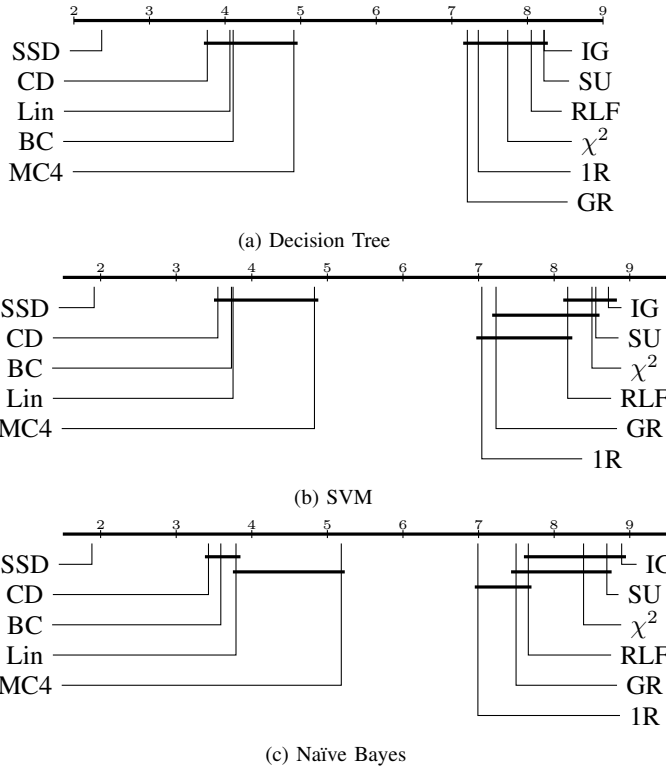 2 3 4 5 6 7 8 9
SSD IG
CD SU
Lin RLF
BC χ²
MC4 1R
GR
(a) Decision Tree
2 3 4 5 6 7 8 9
SSD IG
CD SU
BC χ²
Lin RLF
MC4 GR
1R
(b) SVM
2 3 4 5 6 7 8 9
SSD IG
CD SU
BC χ²
Lin RLF
MC4 GR
1R
(c) Naïve Bayes